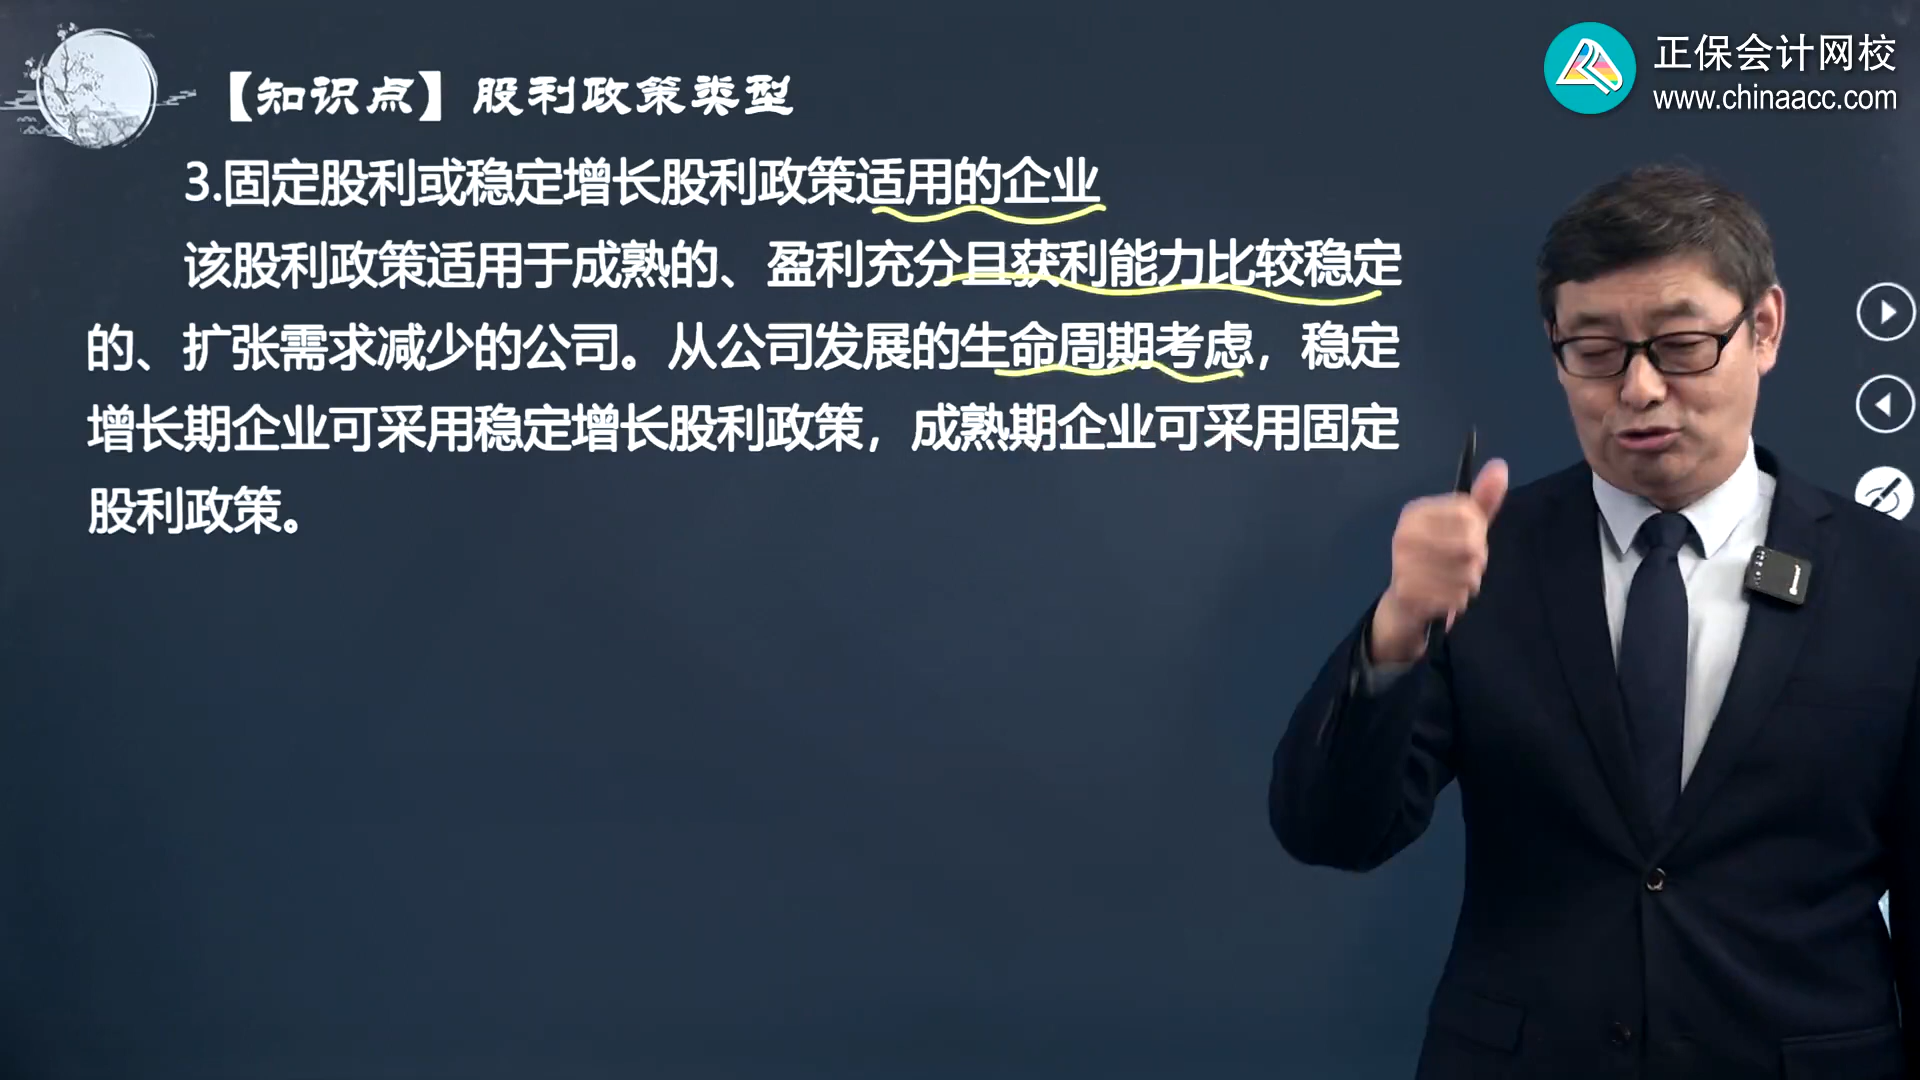 正保会计网校
www.chinaacc.com
【知识点】股利政策类型
3.固定股利或稳定增长股利政策适用的企业
该股利政策适用于成熟的、盈利充分且获利能力比较稳定
的、扩张需求减少的公司。从公司发展的生命周期考虑，稳定
增长期企业可采用稳定增长股利政策，成熟期企业可采用固定
股利政策。